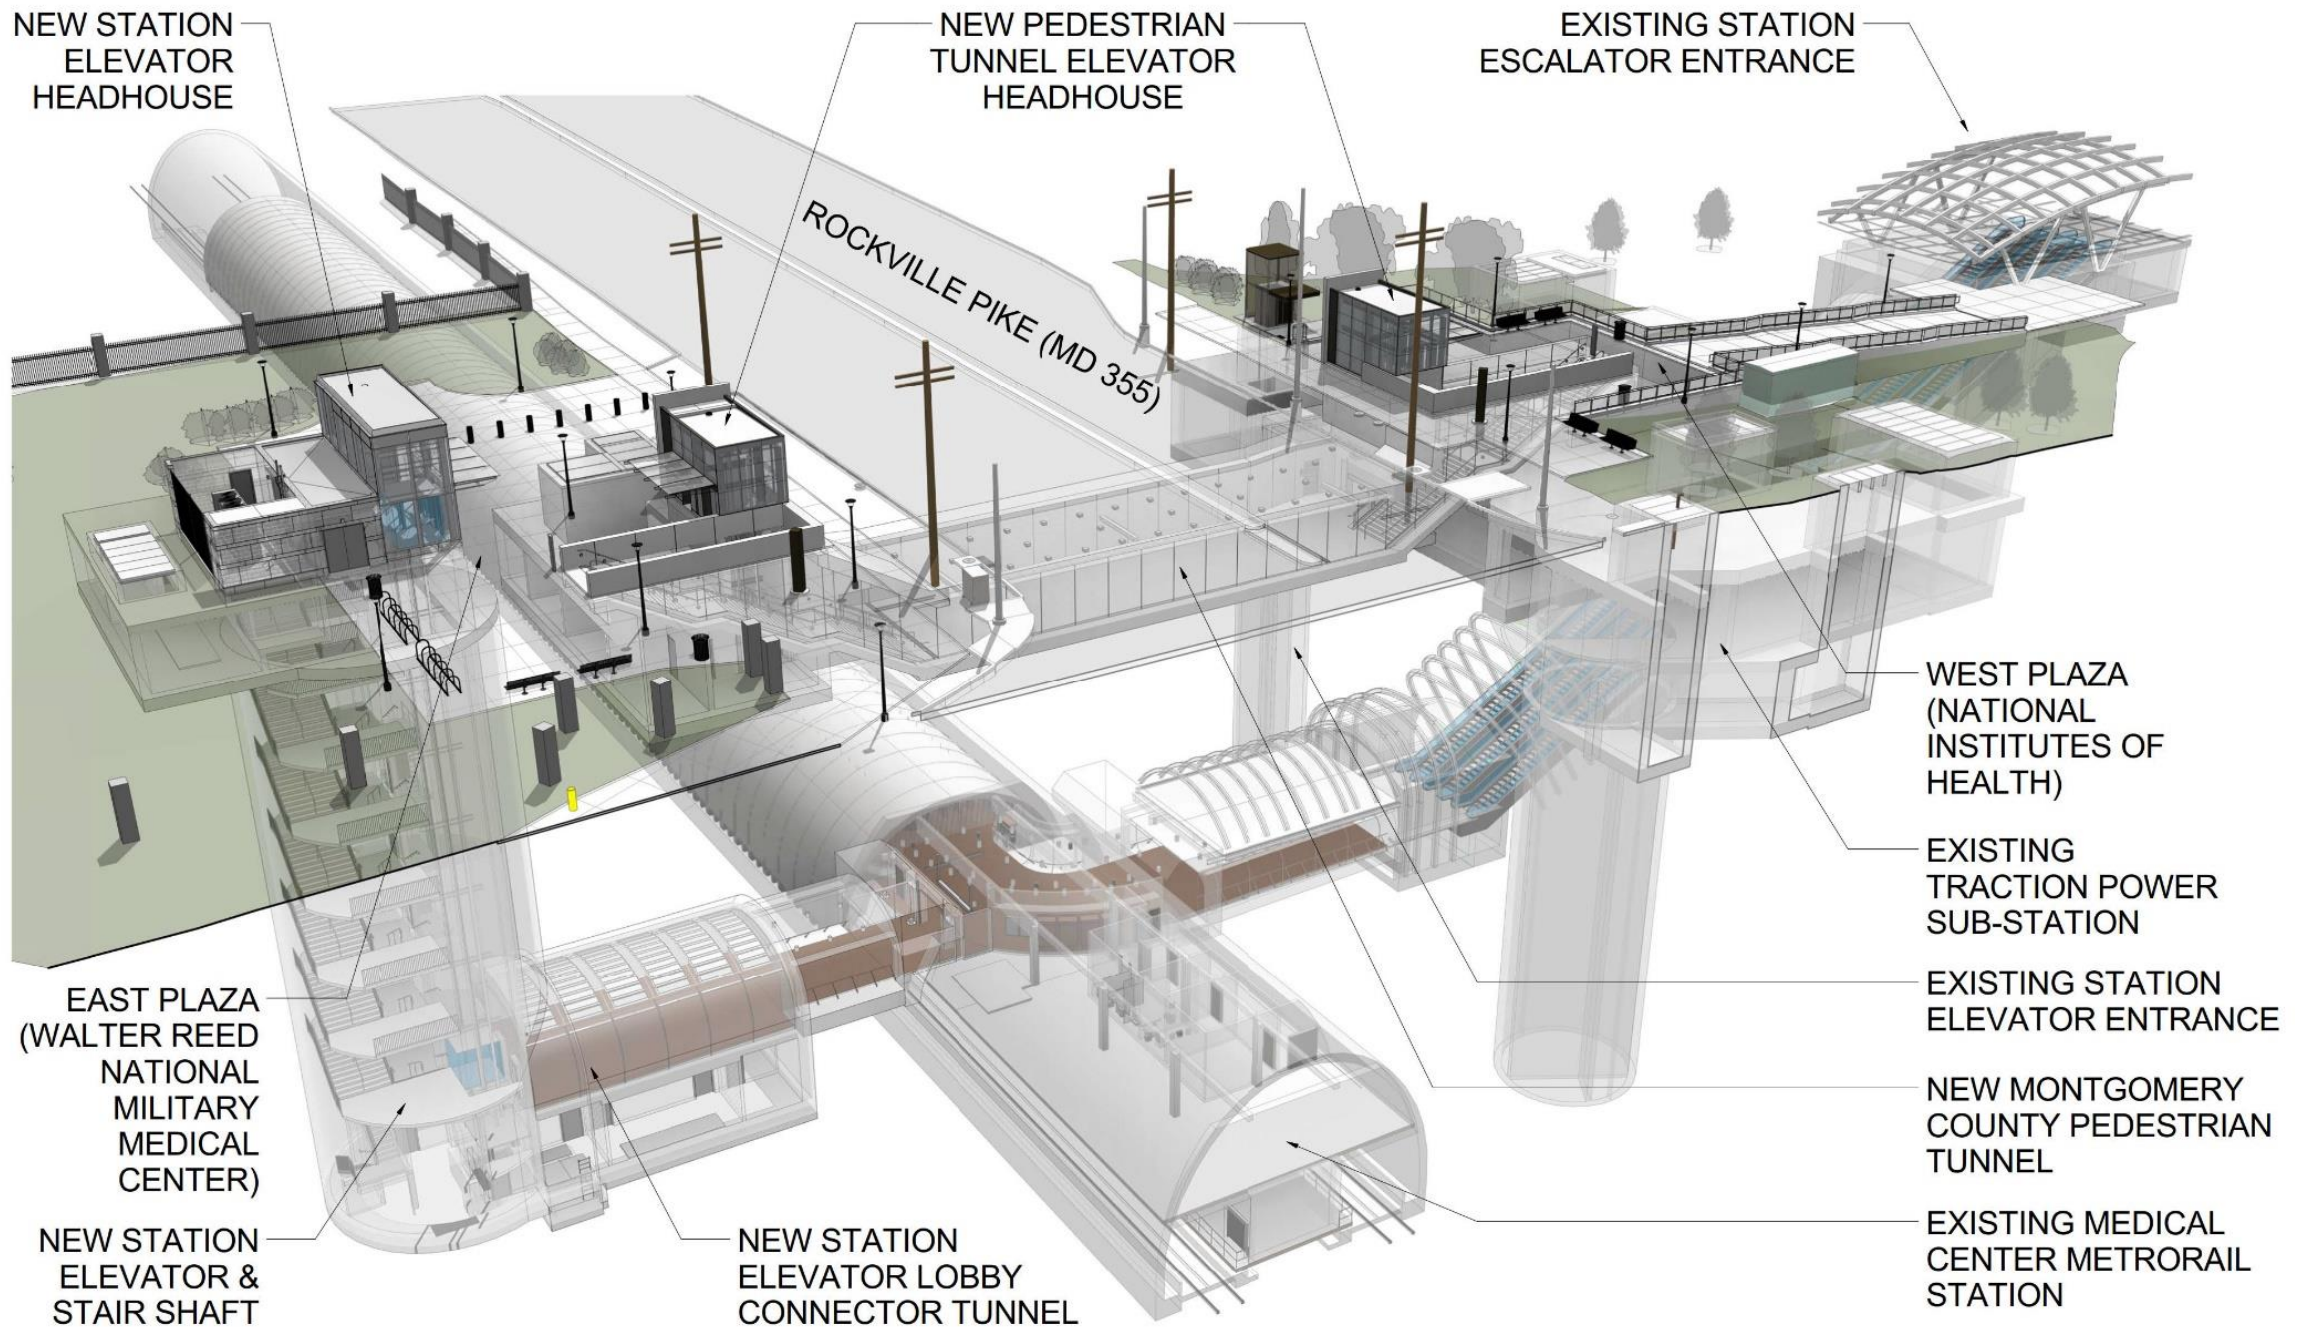 NEW STATION
ELEVATOR
HEADHOUSE
NEW PEDESTRIAN
TUNNEL ELEVATOR
HEADHOUSE
EXISTING STATION
ESCALATOR ENTRANCE
ROCKVILLE PIKE (MD 355)
WEST PLAZA
(NATIONAL
INSTITUTES OF
HEALTH)
EXISTING
TRACTION POWER
SUB-STATION
EXISTING STATION
ELEVATOR ENTRANCE
NEW MONTGOMERY
COUNTY PEDESTRIAN
TUNNEL
EXISTING MEDICAL
CENTER METRORAIL
STATION
EAST PLAZA
(WALTER REED
NATIONAL
MILITARY
MEDICAL
CENTER)
NEW STATION
ELEVATOR &
STAIR SHAFT
NEW STATION
ELEVATOR LOBBY
CONNECTOR TUNNEL